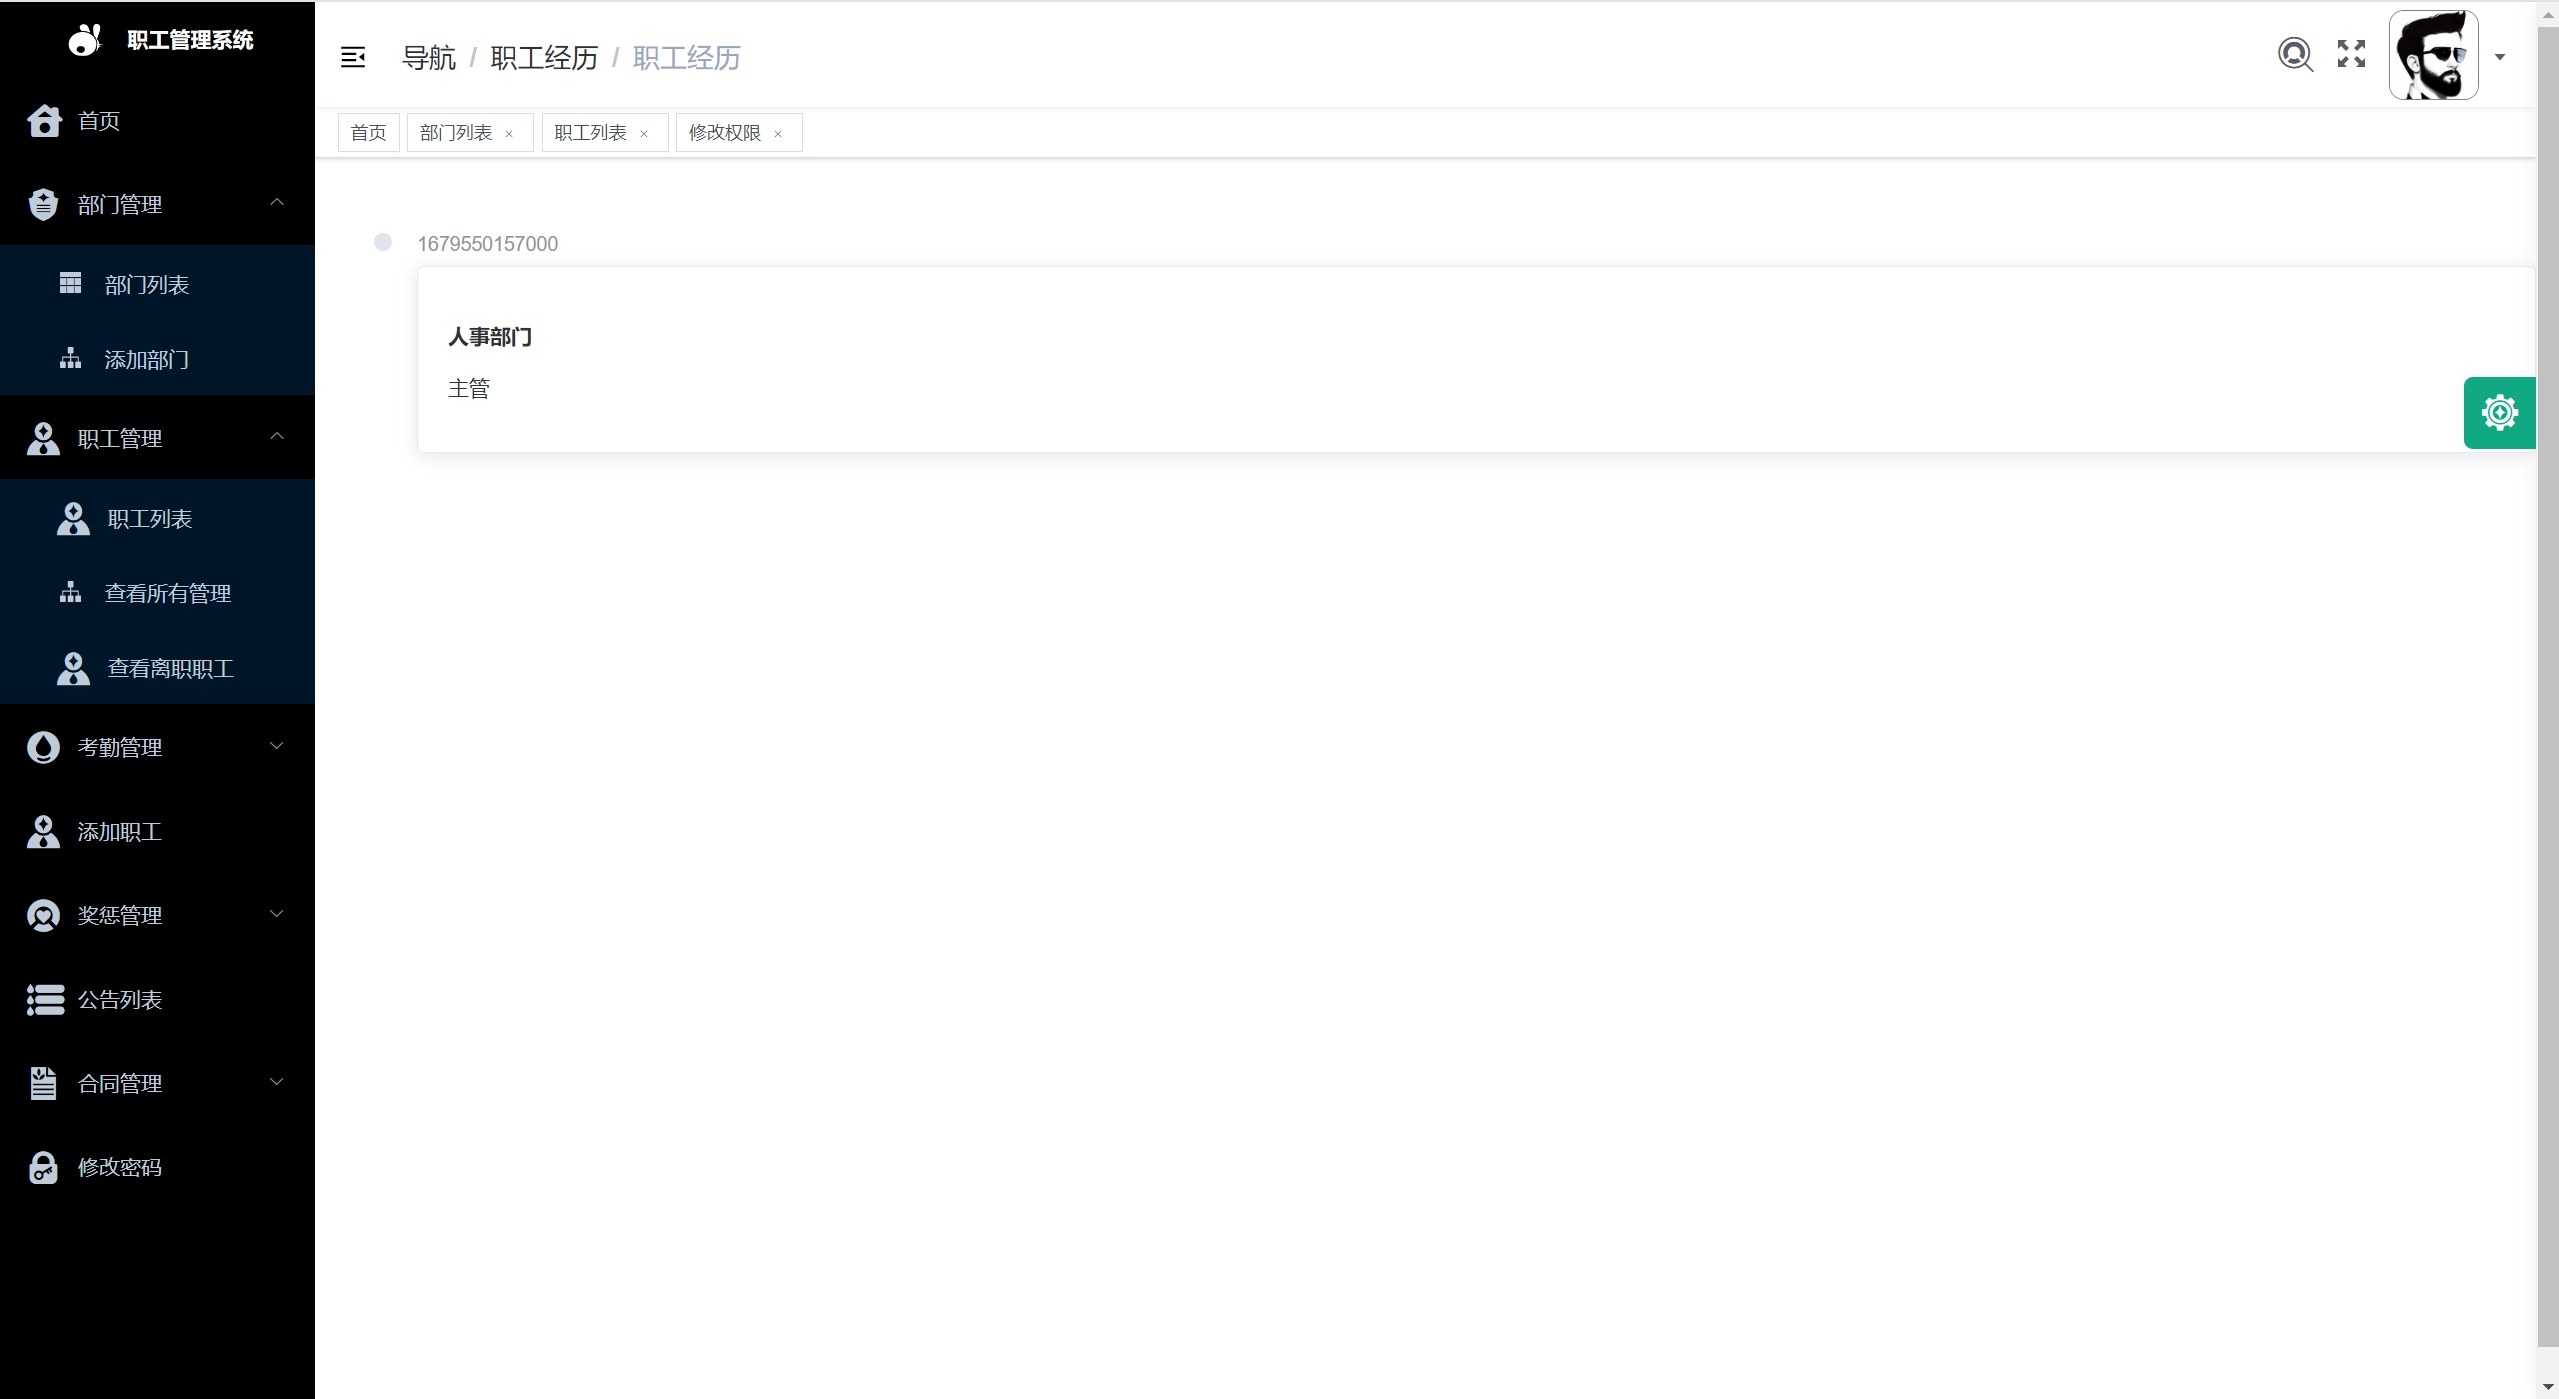 职工管理系统
首页
部门管理
部门列表
添加部门
职工管理
职工列表
查看所有管理
查看离职职工
考勤管理
添加职工
奖惩管理
公告列表
合同管理
修改密码
导航 / 职工经历 / 职工经历
首页 部门列表 × 职工列表 × 修改权限 ×
1679550157000
人事部门
主管